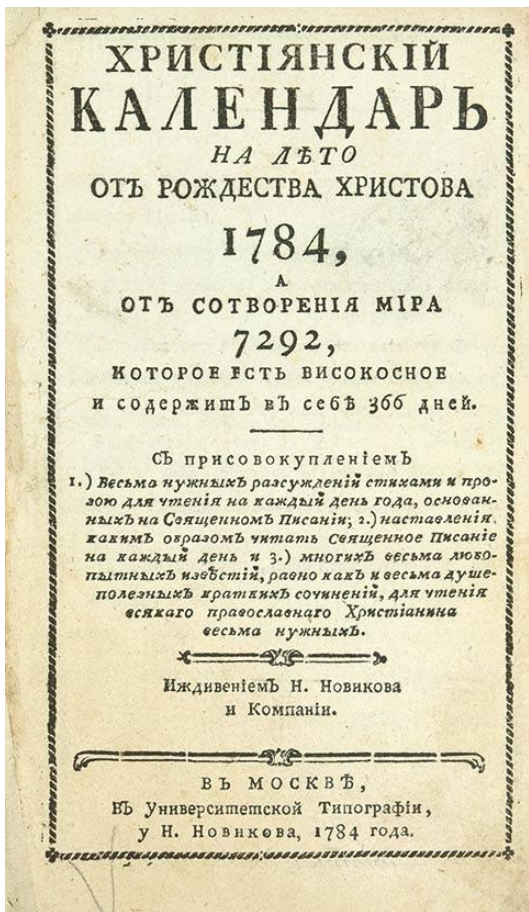 ХРИСТІЯНСКІЙ
КАЛЕНДАРЬ
НА ЛѢТО
ОТЪ РОЖДЕСТВА ХРИСТОВА
1784,
А
ОТЪ СОТВОРЕНІЯ МІРА
7292,
КОТОРОЕ ЕСТЬ ВИСОКОСНОЕ
и содержитъ въ себѣ 366 дней.
Съ присовокупленіемъ
1.) Весьма нужныхъ разсужденій стихами и про-
зою для чтенія на каждый день года, основан-
ныхъ на Священномъ Писаніи; 2.) наставленія,
какимъ образомъ читать Священное Писаніе
на каждый день и 3.) многихъ весьма любо-
пытныхъ извѣстій, равно какъ и весьма душе-
полезныхъ краткихъ сочиненій, для чтенія
всякаго православнаго Христіанина
весьма нужныхъ.
Иждивеніемъ Н. Новикова
и Компаніи.
ВЪ МОСКВѢ,
Въ Университетской Типографіи,
у Н. Новикова, 1784 года.